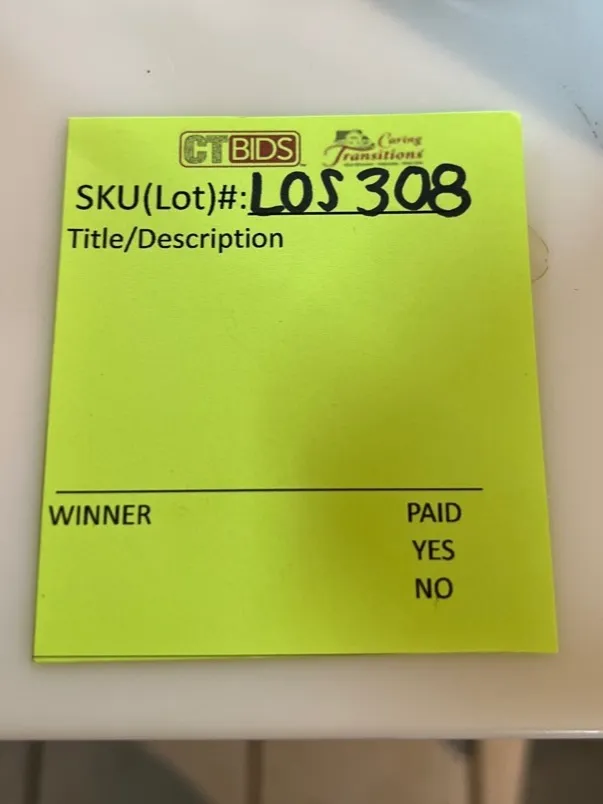 CTBIDS
Caring
Transitions
SKU(Lot)#: LOS 308
Title/Description
WINNER PAID
YES
NO